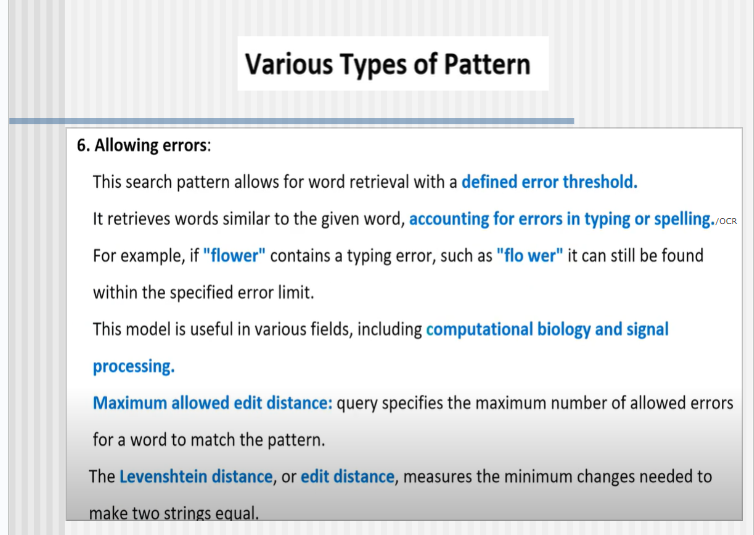 Various Types of Pattern
6. Allowing errors:
This search pattern allows for word retrieval with a defined error threshold.
It retrieves words similar to the given word, accounting for errors in typing or spelling./OCR
For example, if "flower" contains a typing error, such as "flo wer" it can still be found
within the specified error limit.
This model is useful in various fields, including computational biology and signal
processing.
Maximum allowed edit distance: query specifies the maximum number of allowed errors
for a word to match the pattern.
The Levenshtein distance, or edit distance, measures the minimum changes needed to
make two strings equal.